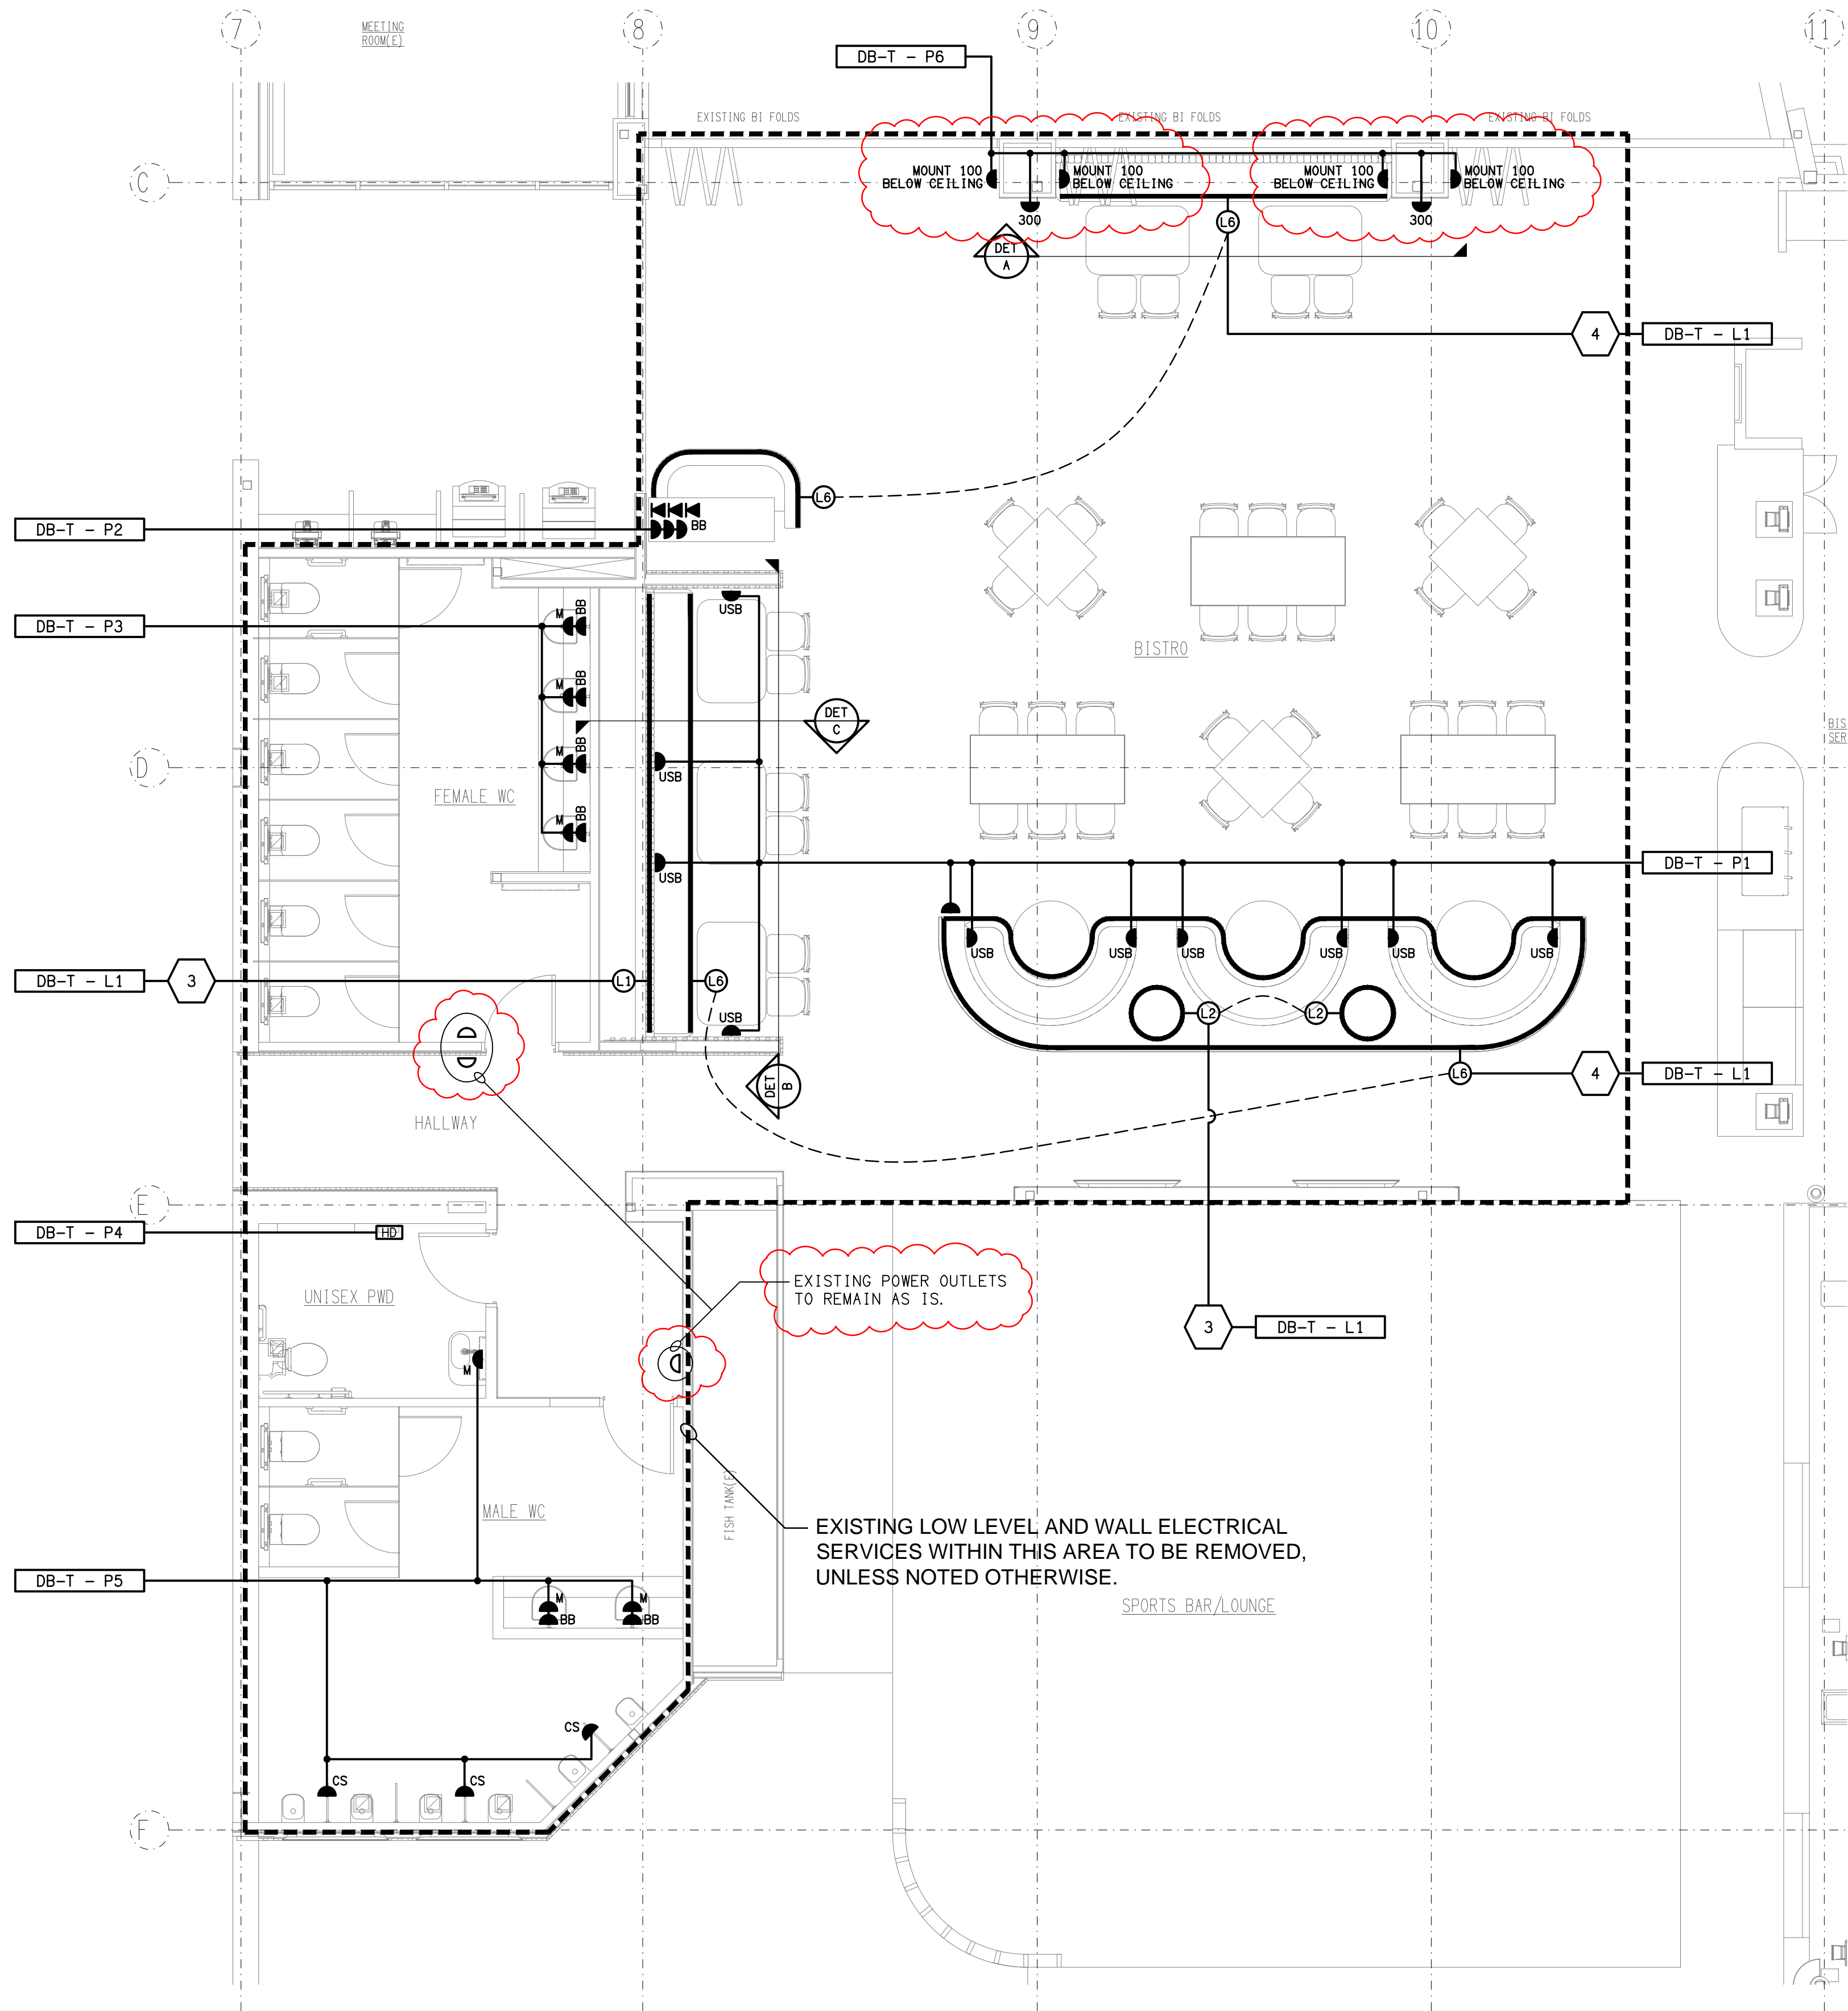 7
MEETING
ROOM(E)
8
9
10
11
DB-T - P6
EXISTING BI FOLDS
EXISTING BI FOLDS
EXISTING BI FOLDS
C
MOUNT 100
BELOW CEILING
MOUNT 100
BELOW CEILING
MOUNT 100
BELOW CEILING
MOUNT 100
BELOW CEILING
300
L6
300
DET
A
4
DB-T - L1
L6
DB-T - P2
BB
USB
DB-T - P3
M
BB
BISTRO
M
BB
DET
C
BIS
SER
M
BB
D
USB
FEMALE WC
M
BB
USB
DB-T - P1
USB
USB
USB
USB
USB
USB
DB-T - L1
3
L1
L6
USB
L2
L2
DET
B
L6
4
DB-T - L1
HALLWAY
E
DB-T - P4
HD
EXISTING POWER OUTLETS
TO REMAIN AS IS.
UNISEX PWD
3
DB-T - L1
M
FISH TANK(E)
MALE WC
EXISTING LOW LEVEL AND WALL ELECTRICAL
SERVICES WITHIN THIS AREA TO BE REMOVED,
UNLESS NOTED OTHERWISE.
DB-T - P5
M
BB
M
BB
SPORTS BAR/LOUNGE
CS
CS
CS
F